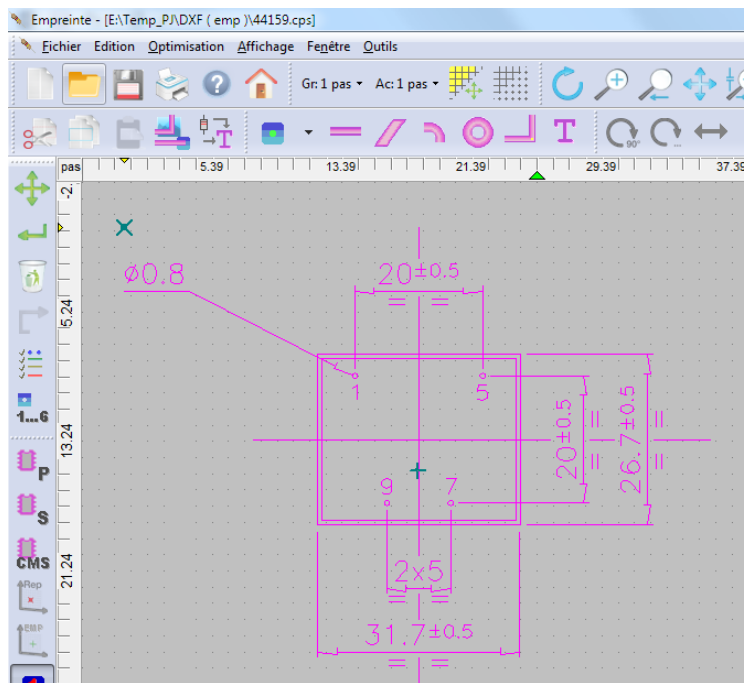 Empreinte - [E:\Temp_PJ\DXF ( emp )\44159.cps]
Fichier Edition Optimisation Affichage Fenêtre Outils
Gr: 1 pas Ac: 1 pas
T T 90° ...
pas 5.39 13.39 21.39 29.39 37.39
-2.
ø0.8
20±0.5
5.24
1 5
1...6
20±0.5
26.7±0.5
13.24
P
9 7
S
CMS
21.24
2x5
Rep
EMP
31.7±0.5